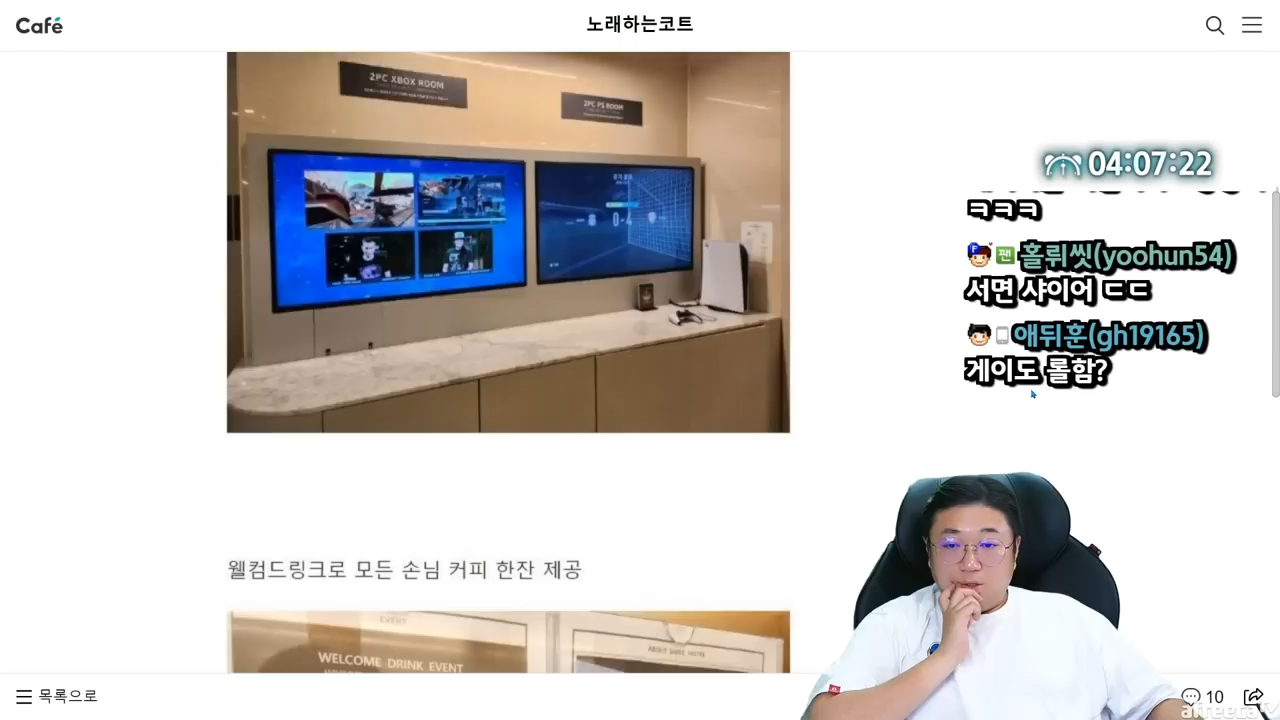 Café
노래하는코트
2PC XBOX ROOM
2PC PS ROOM
0-4
04:07:22
ㅋㅋㅋ
홀뤼씻(yoohun54)
서면 샤이어 ㄷㄷ
애뒤훈(gh19165)
게이도 롤함?
웰컴드링크로 모든 손님 커피 한잔 제공
EVENT
WELCOME DRINK EVENT
목록으로
10
afreecaTV